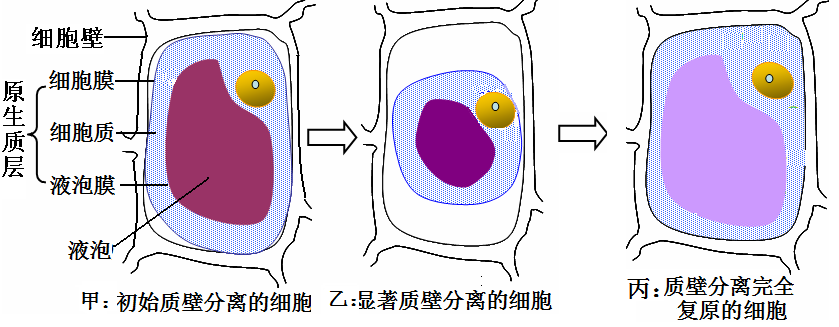 细胞壁
细胞膜
原生质层
细胞质
液泡膜
液泡
甲：初始质壁分离的细胞
乙：显著质壁分离的细胞
丙：质壁分离完全
复原的细胞